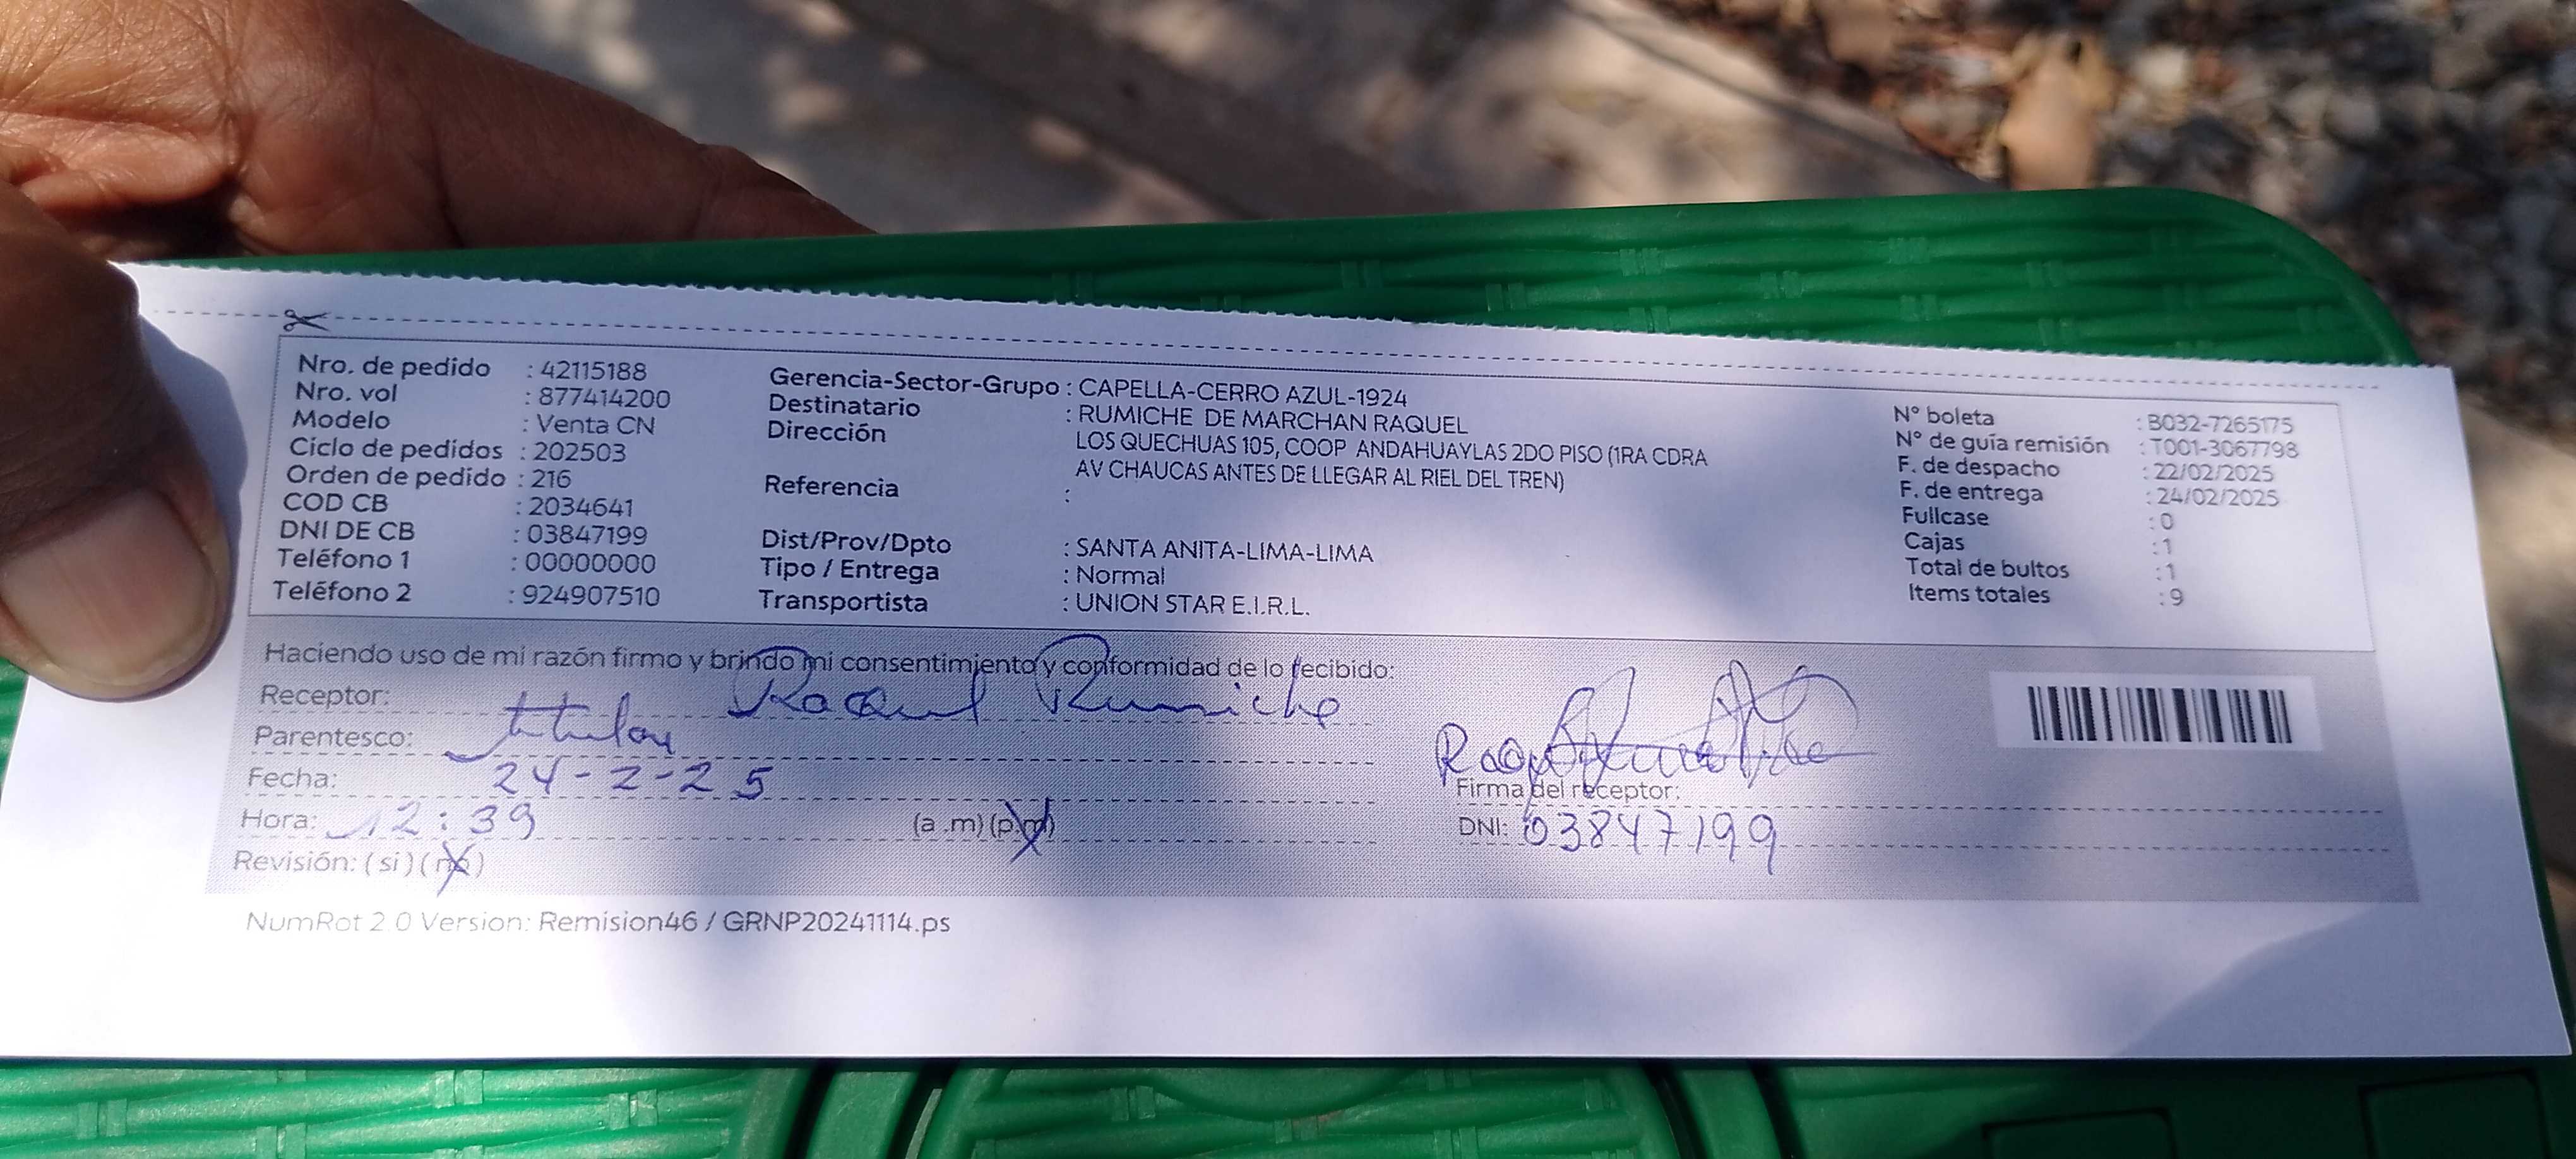 Nro. de pedido : 42115188
Nro. vol : 877414200
Modelo : Venta CN
Ciclo de pedidos : 202503
Orden de pedido : 216
COD CB : 2034641
DNI DE CB : 03847199
Teléfono 1 : 00000000
Teléfono 2 : 924907510
Gerencia-Sector-Grupo : CAPELLA-CERRO AZUL-1924
Destinatario : RUMICHE DE MARCHAN RAQUEL
Dirección LOS QUECHUAS 105, COOP ANDAHUAYLAS 2DO PISO (1RA CDRA
AV CHAUCAS ANTES DE LLEGAR AL RIEL DEL TREN)
Referencia :
Dist/Prov/Dpto : SANTA ANITA-LIMA-LIMA
Tipo / Entrega : Normal
Transportista : UNION STAR E.I.R.L.
N° boleta : B032-7265175
N° de guía remisión : T001-3067798
F. de despacho : 22/02/2025
F. de entrega : 24/02/2025
Fullcase : 0
Cajas : 1
Total de bultos : 1
Items totales : 9
Haciendo uso de mi razón firmo y brindo mi consentimiento y conformidad de lo recibido:
Receptor: Raquel Rumiche
Parentesco: titular
Fecha: 24-2-25
Hora: 12:39 (a .m) (p.m)
Revisión: ( si ) ( no )
Firma del receptor:
DNI: 03847199
NumRot 2.0 Version: Remision46 / GRNP20241114.ps